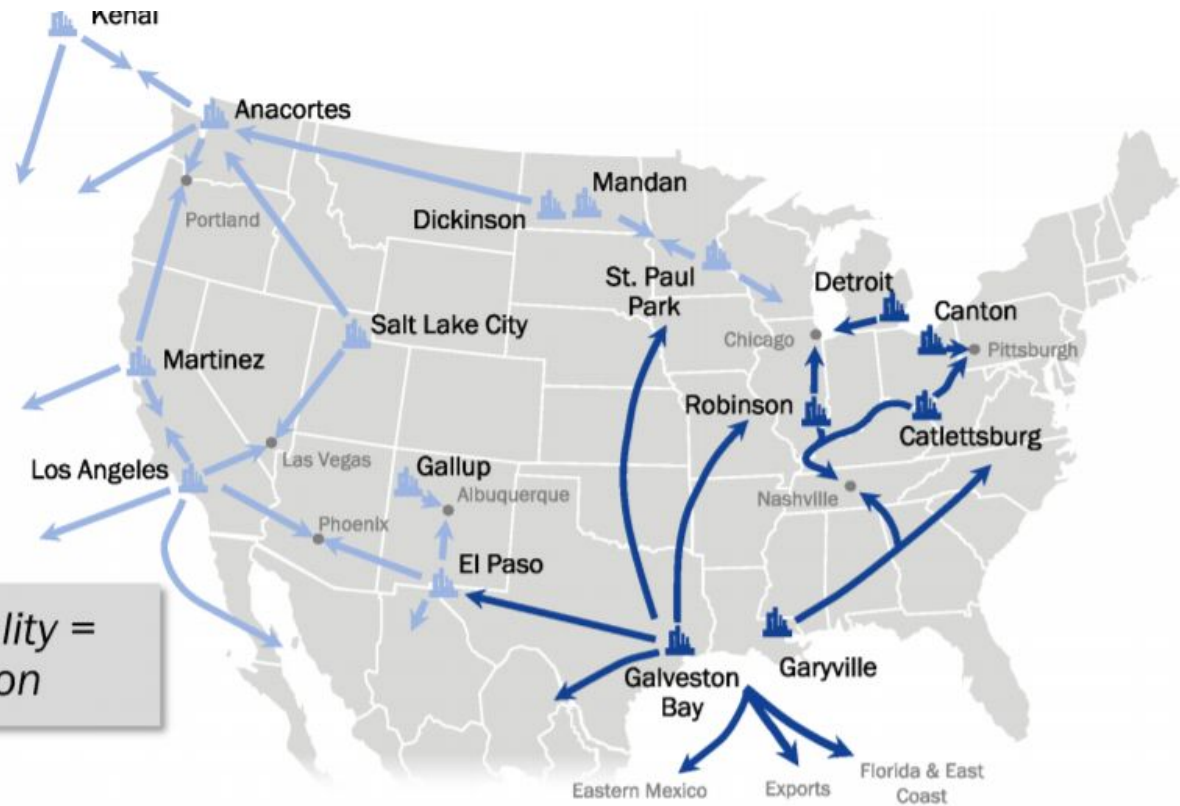 Kenai
Anacortes
Mandan
Dickinson
Portland
St. Paul
Park
Detroit
Canton
Salt Lake City
Chicago
Pittsburgh
Martinez
Robinson
Catlettsburg
Las Vegas
Los Angeles
Gallup
Albuquerque
Nashville
Phoenix
El Paso
lity =
on
Galveston
Bay
Garyville
Eastern Mexico
Exports
Florida & East
Coast